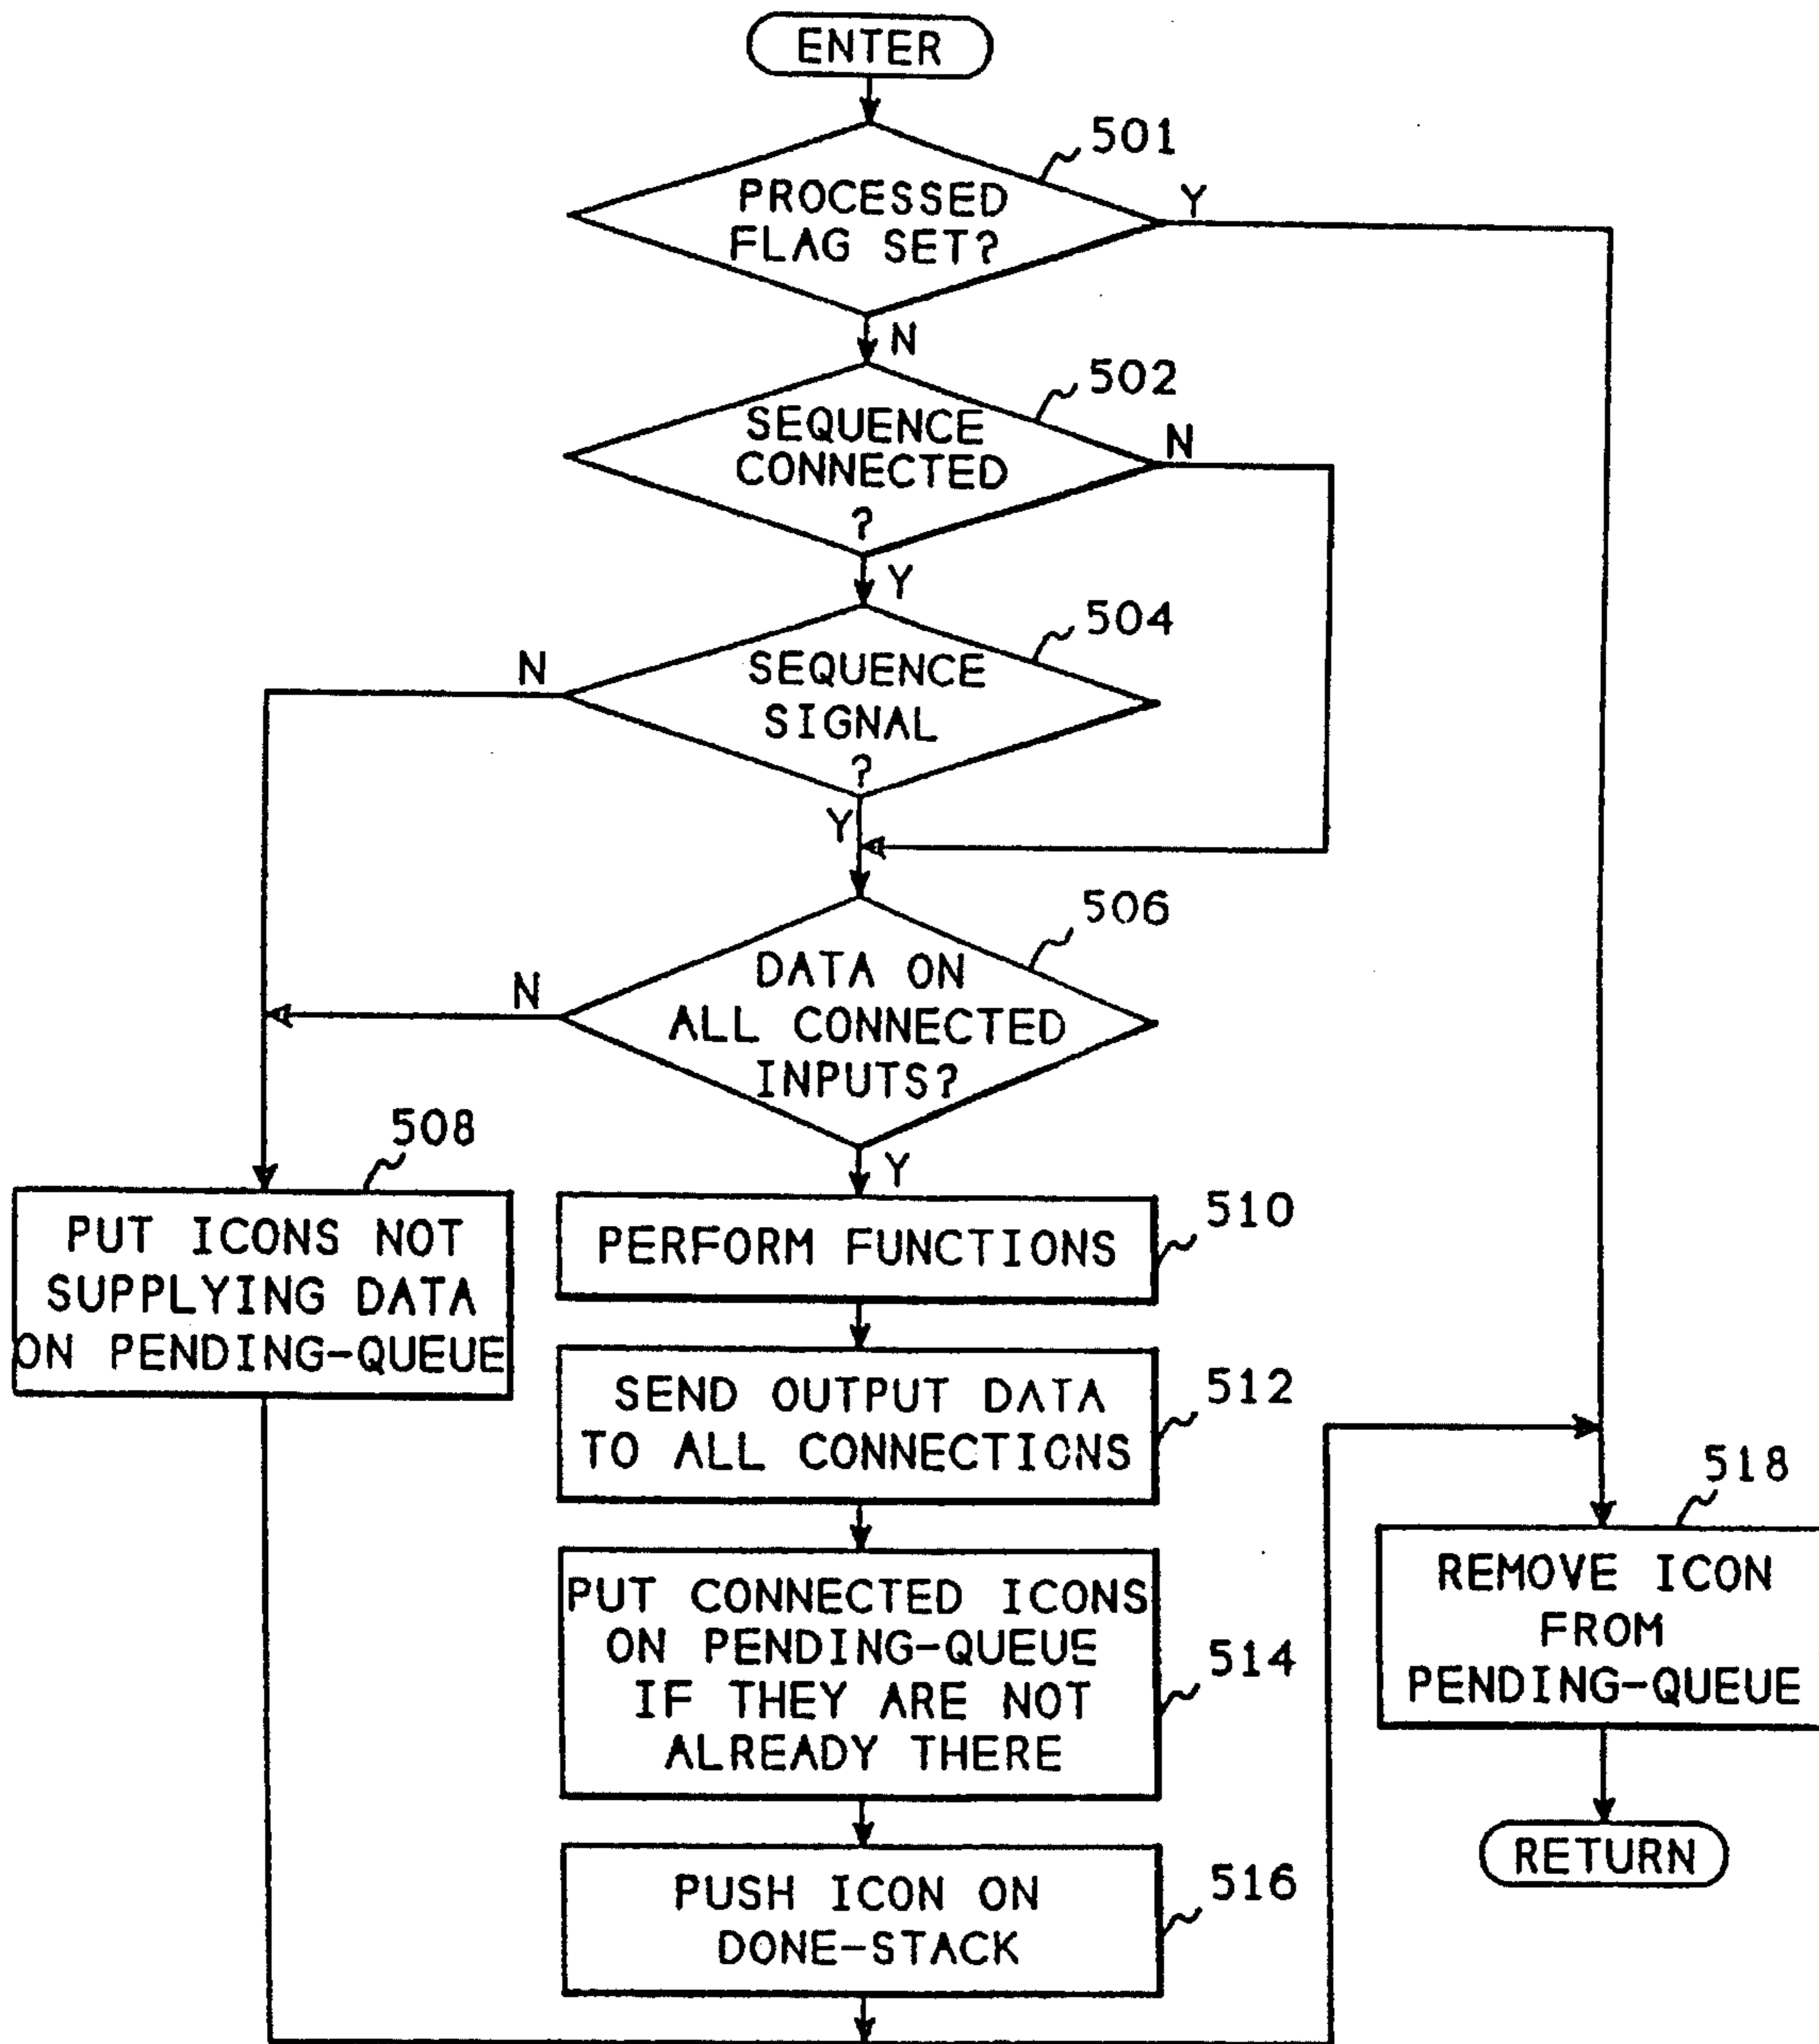 ENTER
501
PROCESSED
FLAG SET?
Y
N
502
SEQUENCE
CONNECTED
?
N
Y
504
SEQUENCE
SIGNAL
?
N
Y
506
DATA ON
ALL CONNECTED
INPUTS?
N
Y
508
PUT ICONS NOT
SUPPLYING DATA
ON PENDING-QUEUE
PERFORM FUNCTIONS
510
SEND OUTPUT DATA
TO ALL CONNECTIONS
512
PUT CONNECTED ICONS
ON PENDING-QUEUE
IF THEY ARE NOT
ALREADY THERE
514
PUSH ICON ON
DONE-STACK
516
518
REMOVE ICON
FROM
PENDING-QUEUE
RETURN